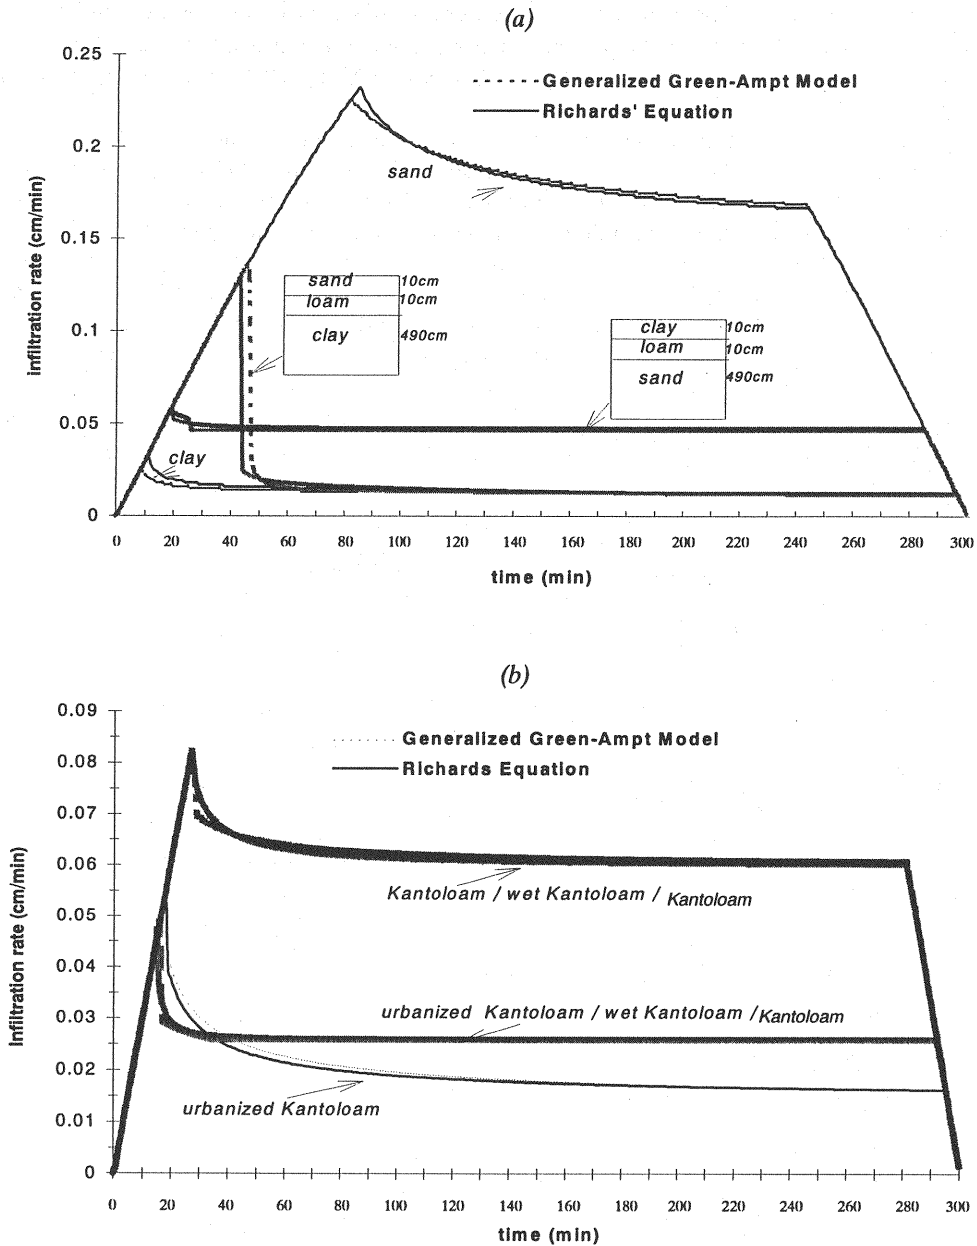 (a)
0.25
0.2
0.15
0.1
0.05
0
infiltration rate (cm/min)
Generalized Green-Ampt Model
Richards' Equation
sand
sand 10cm
loam 10cm
clay 490cm
clay 10cm
loam 10cm
sand 490cm
clay
0 20 40 60 80 100 120 140 160 180 200 220 240 260 280 300
time (min)
(b)
0.09
0.08
0.07
0.06
0.05
0.04
0.03
0.02
0.01
0
Infiltration rate (cm/min)
Generalized Green-Ampt Model
Richards Equation
Kantoloam / wet Kantoloam / Kantoloam
urbanized Kantoloam / wet Kantoloam / Kantoloam
urbanized Kantoloam
0 20 40 60 80 100 120 140 160 180 200 220 240 260 280 300
time (min)